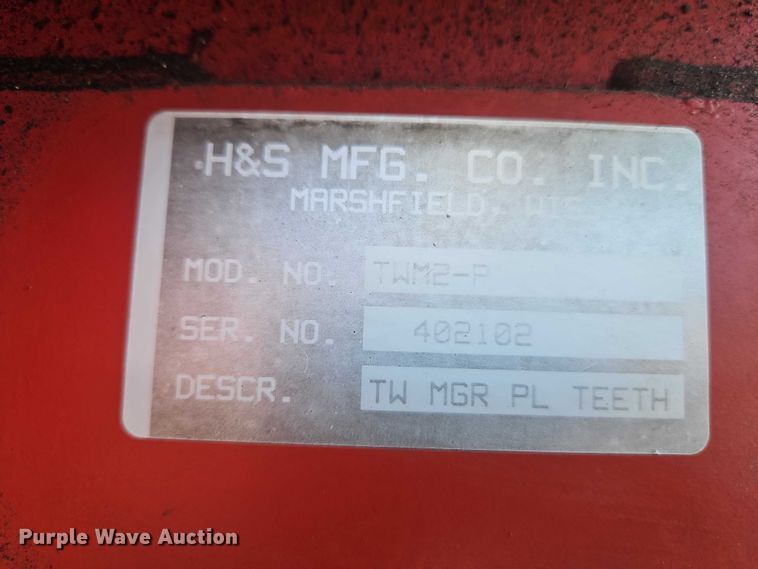 H&S MFG. CO. INC.
MARSHFIELD, WIS
MOD. NO. TWM2-P
SER. NO. 402102
DESCR. TW MGR PL TEETH
Purple Wave Auction